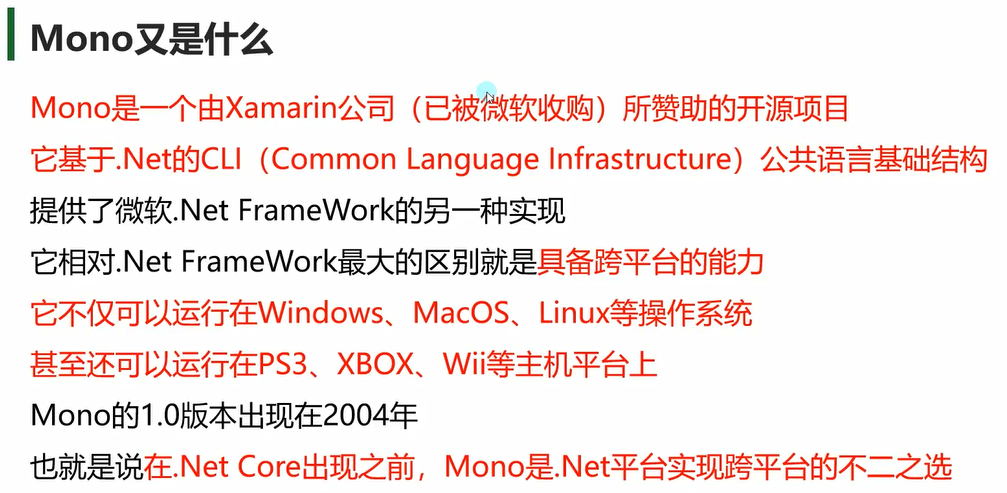 Mono又是什么
Mono是一个由Xamarin公司（已被微软收购）所赞助的开源项目
它基于.Net的CLI（Common Language Infrastructure）公共语言基础结构
提供了微软.Net FrameWork的另一种实现
它相对.Net FrameWork最大的区别就是具备跨平台的能力
它不仅可以运行在Windows、MacOS、Linux等操作系统
甚至还可以运行在PS3、XBOX、Wii等主机平台上
Mono的1.0版本出现在2004年
也就是说在.Net Core出现之前，Mono是.Net平台实现跨平台的不二之选